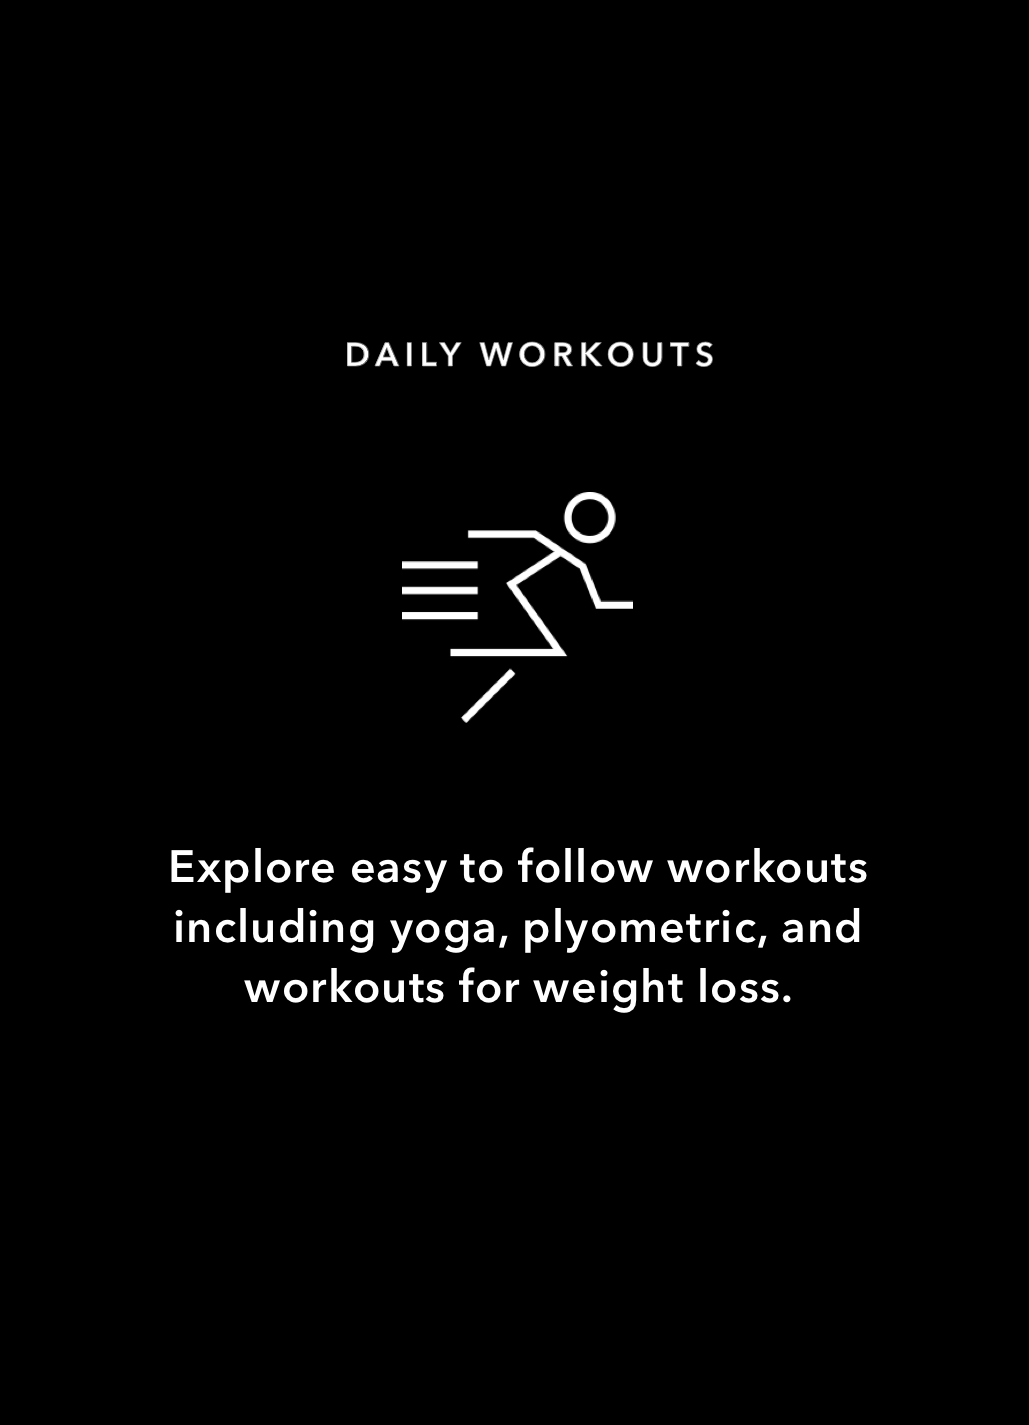 DAILY WORKOUTS
Explore easy to follow workouts
including yoga, plyometric, and
workouts for weight loss.